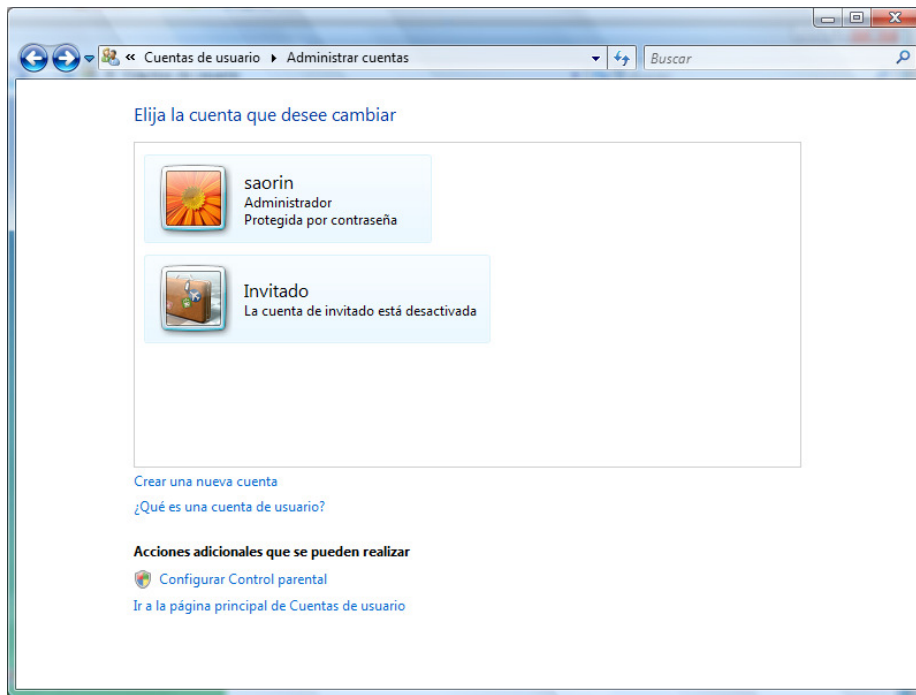 « Cuentas de usuario ▸ Administrar cuentas
Buscar
Elija la cuenta que desee cambiar
saorin
Administrador
Protegida por contraseña
Invitado
La cuenta de invitado está desactivada
Crear una nueva cuenta
¿Qué es una cuenta de usuario?
Acciones adicionales que se pueden realizar
Configurar Control parental
Ir a la página principal de Cuentas de usuario